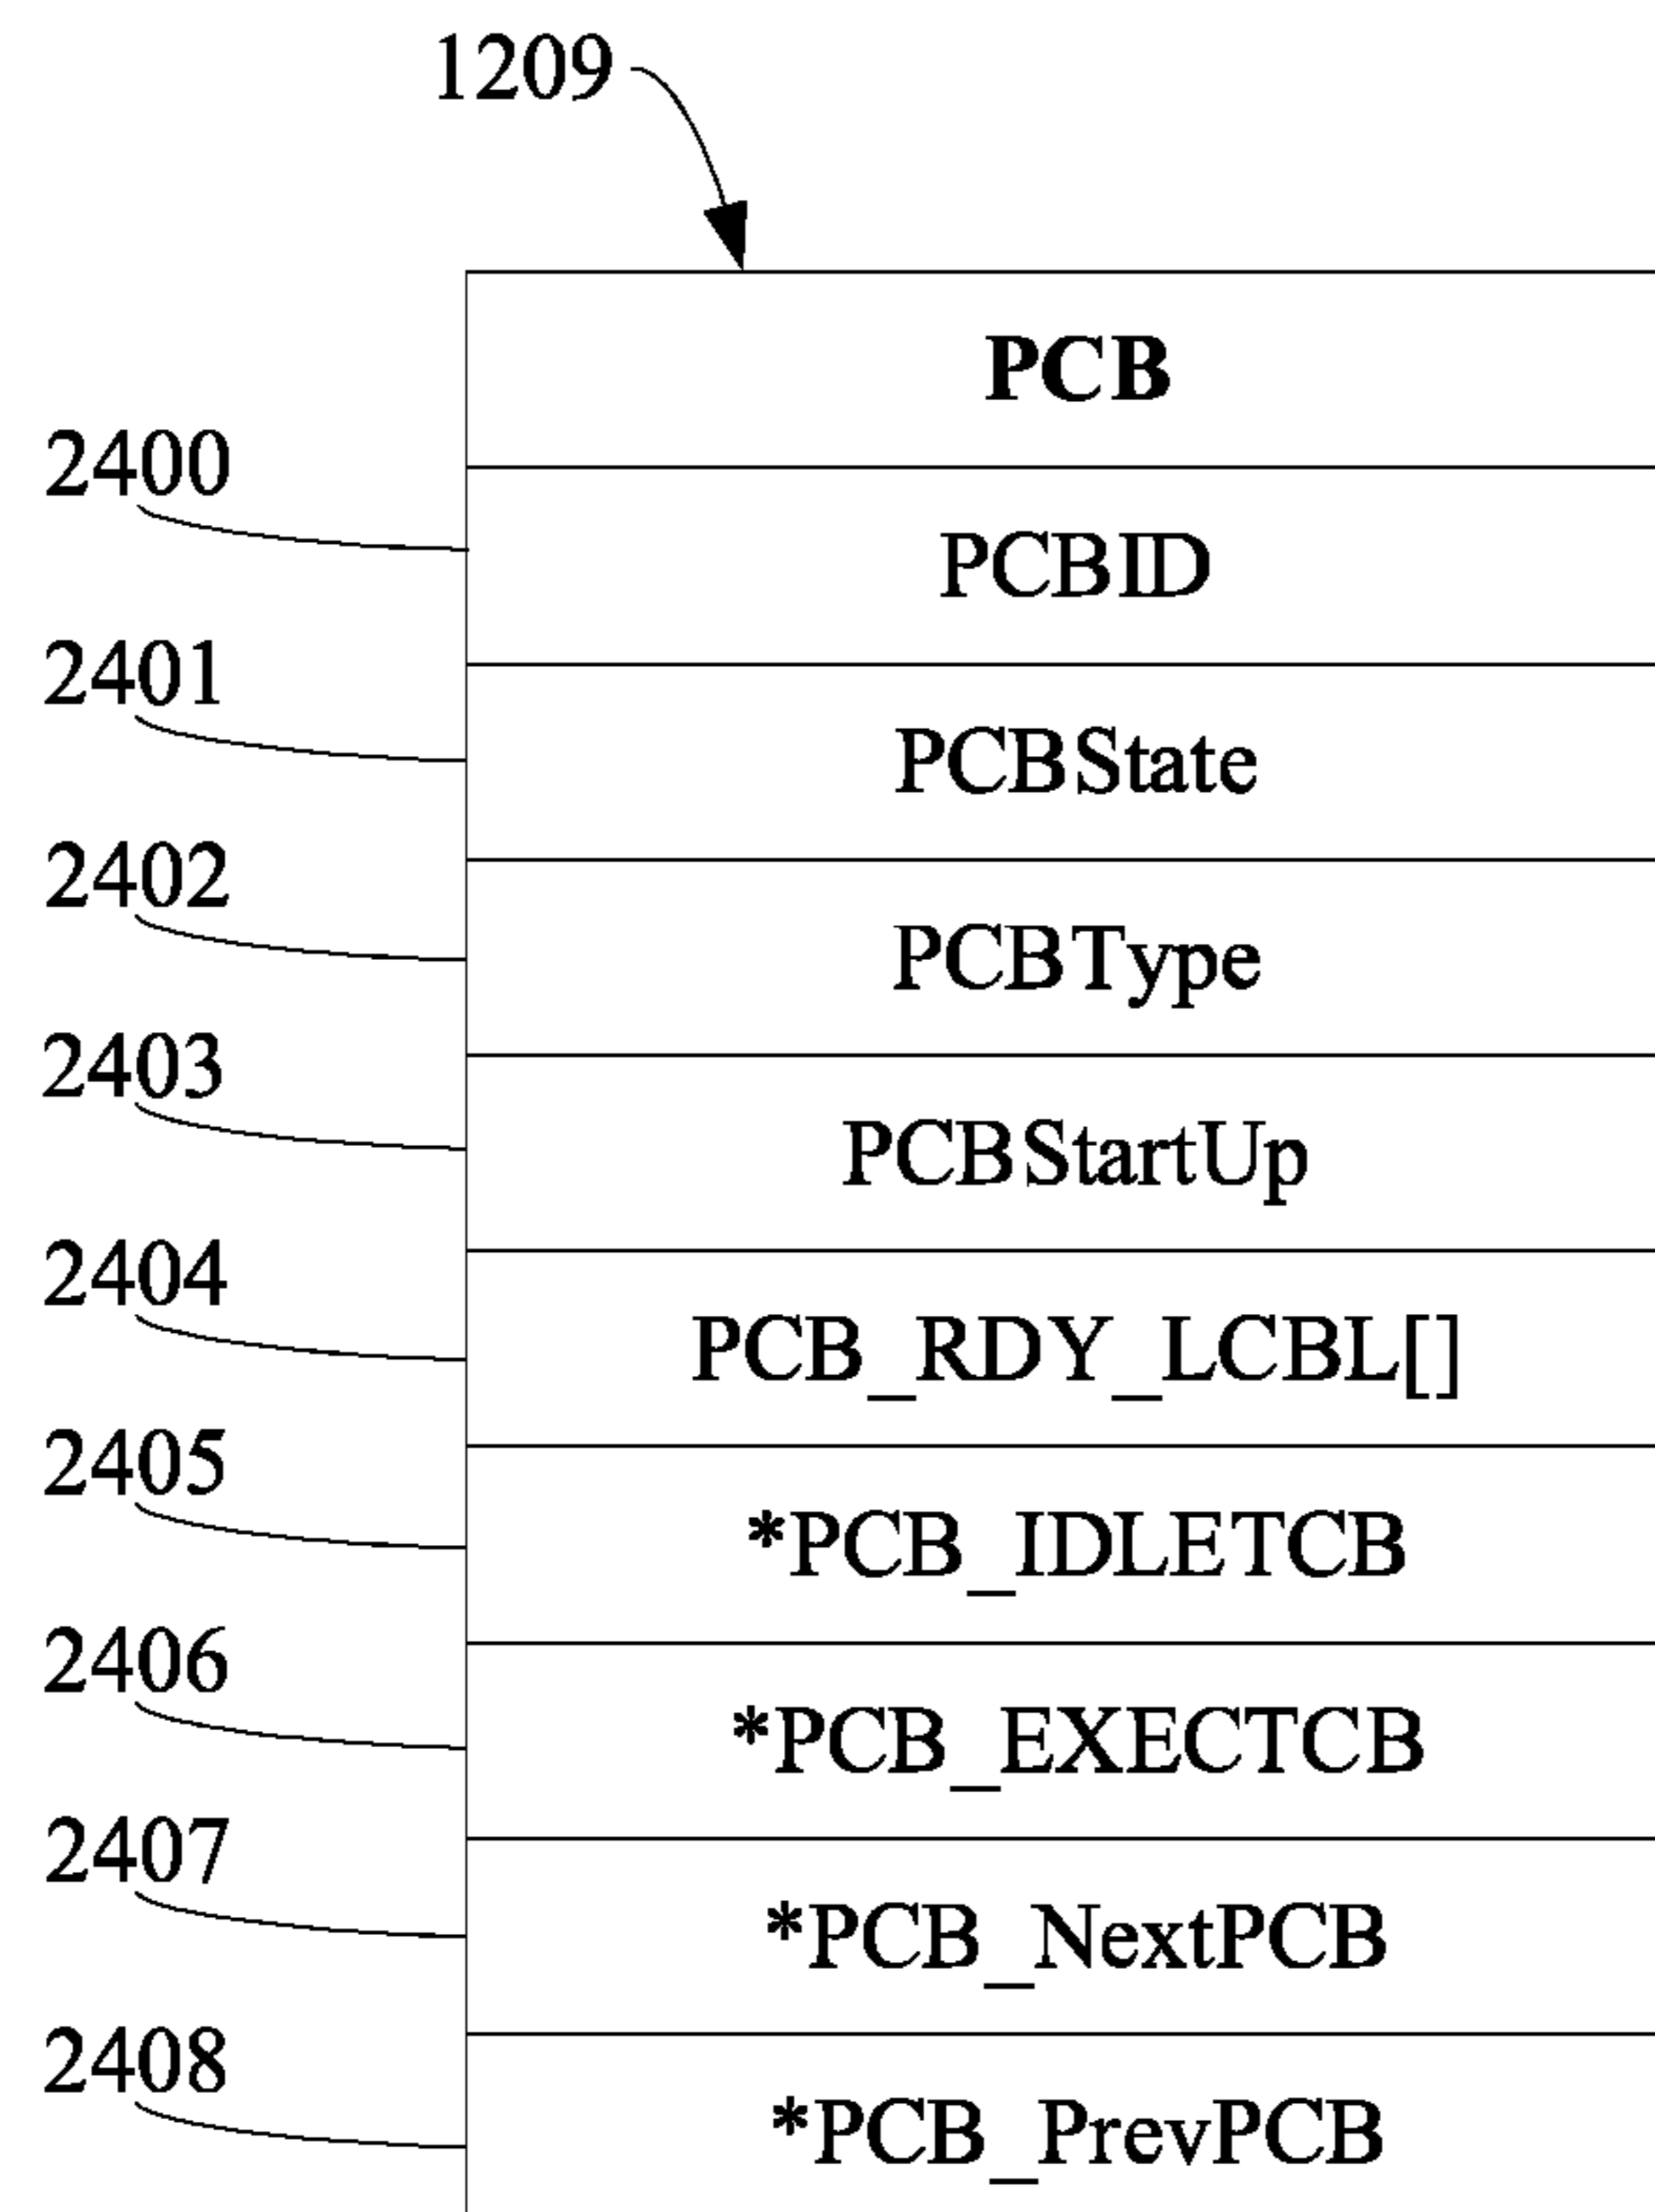 1209
PCB
2400
PCBID
2401
PCBState
2402
PCBType
2403
PCBStartUp
2404
PCB_RDY_LCBL[]
2405
*PCB_IDLETCB
2406
*PCB_EXECTCB
2407
*PCB_NextPCB
2408
*PCB_PrevPCB